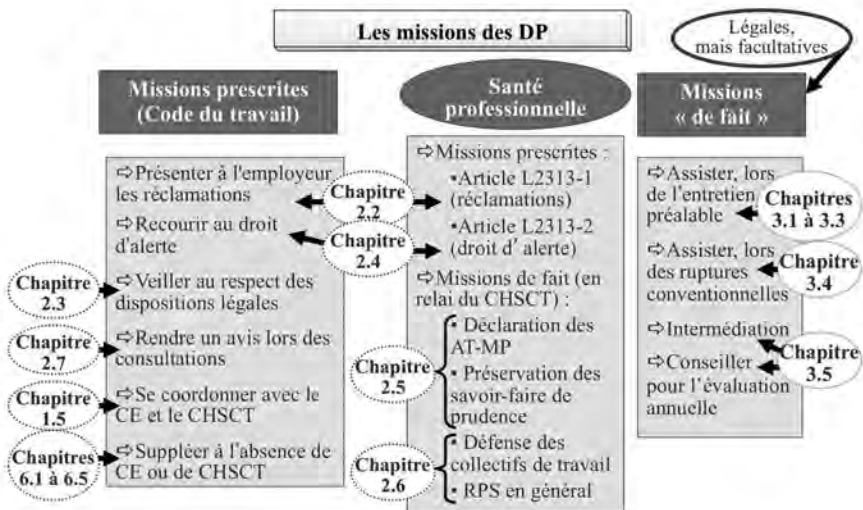 Les missions des DP
Légales,
mais facultatives
Missions prescrites
(Code du travail)
⇨Présenter à l'employeur
les réclamations
⇨Recourir au droit
d'alerte
⇨Veiller au respect des
dispositions légales
⇨Rendre un avis lors des
consultations
⇨Se coordonner avec le
CE et le CHSCT
⇨Suppléer à l'absence de
CE ou de CHSCT
Chapitre
2.3
Chapitre
2.7
Chapitre
1.5
Chapitres
6.1 à 6.5
Chapitre
2.2
Chapitre
2.4
Santé
professionnelle
⇨Missions prescrites :
•Article L2313-1
(réclamations)
•Article L2313-2
(droit d'alerte)
⇨Missions de fait (en
relai du CHSCT) :
• Déclaration des
AT-MP
• Préservation des
savoir-faire de
prudence
• Défense des
collectifs de travail
• RPS en général
Chapitre
2.5
Chapitre
2.6
Missions
« de fait »
⇨Assister, lors
de l'entretien
préalable
⇨Assister, lors
des ruptures
conventionnelles
⇨Intermédiation
⇨Conseiller
pour l'évaluation
annuelle
Chapitres
3.1 à 3.3
Chapitre
3.4
Chapitre
3.5